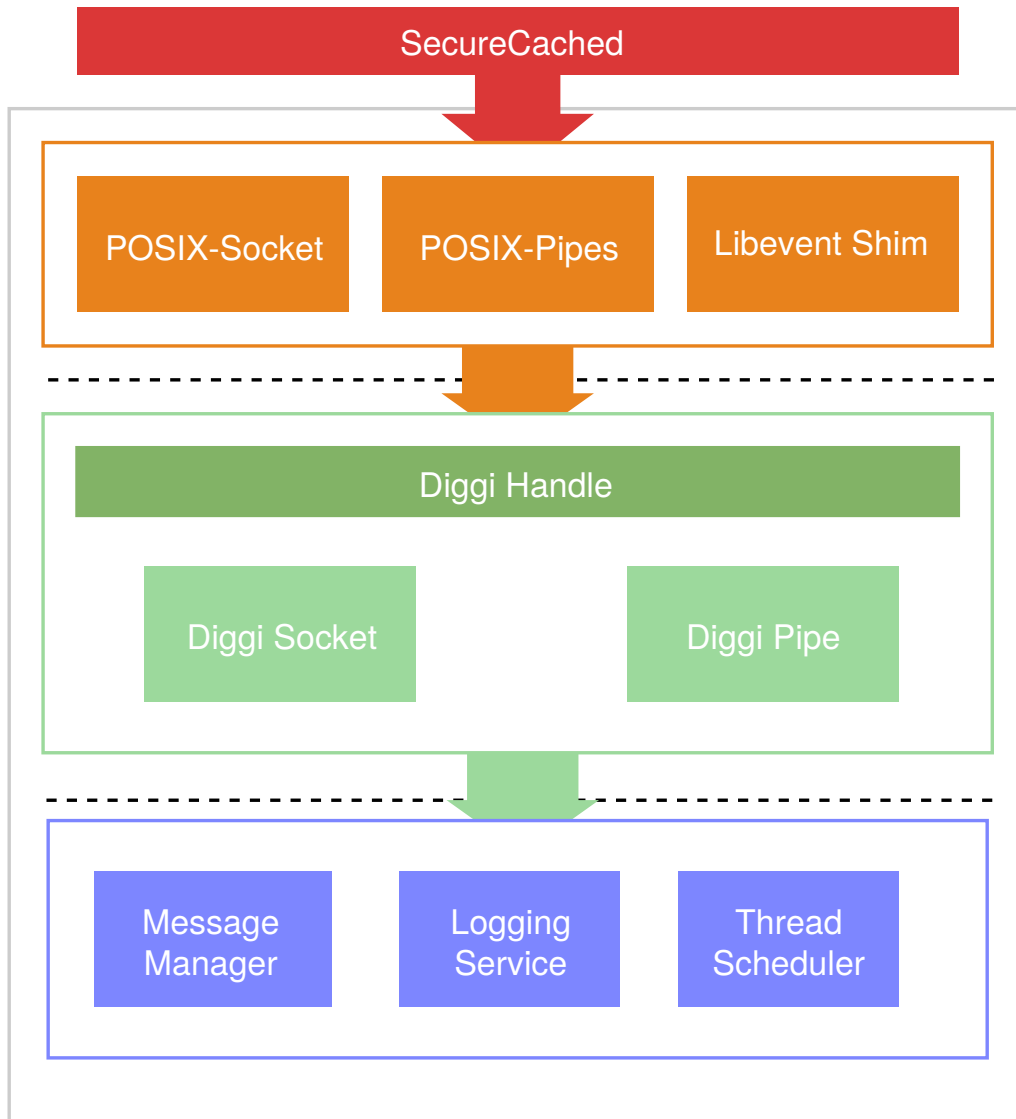 SecureCached
POSIX-Socket
POSIX-Pipes
Libevent Shim
Diggi Handle
Diggi Socket
Diggi Pipe
Message
Manager
Logging
Service
Thread
Scheduler